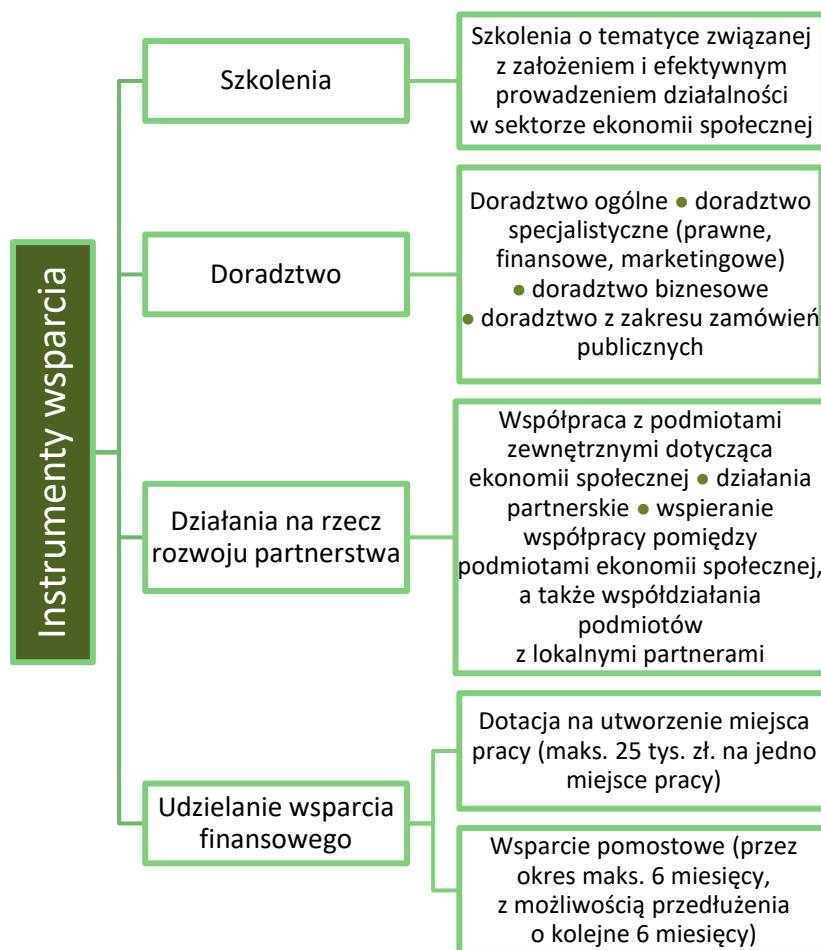 Instrumenty wsparcia
Szkolenia
Szkolenia o tematyce związanej
z założeniem i efektywnym
prowadzeniem działalności
w sektorze ekonomii społecznej
Doradztwo
Doradztwo ogólne ● doradztwo
specjalistyczne (prawne,
finansowe, marketingowe)
● doradztwo biznesowe
● doradztwo z zakresu zamówień
publicznych
Działania na rzecz
rozwoju partnerstwa
Współpraca z podmiotami
zewnętrznymi dotycząca
ekonomii społecznej ● działania
partnerskie ● wspieranie
współpracy pomiędzy
podmiotami ekonomii społecznej,
a także współdziałania
podmiotów
z lokalnymi partnerami
Udzielanie wsparcia
finansowego
Dotacja na utworzenie miejsca
pracy (maks. 25 tys. zł. na jedno
miejsce pracy)
Wsparcie pomostowe (przez
okres maks. 6 miesięcy,
z możliwością przedłużenia
o kolejne 6 miesięcy)